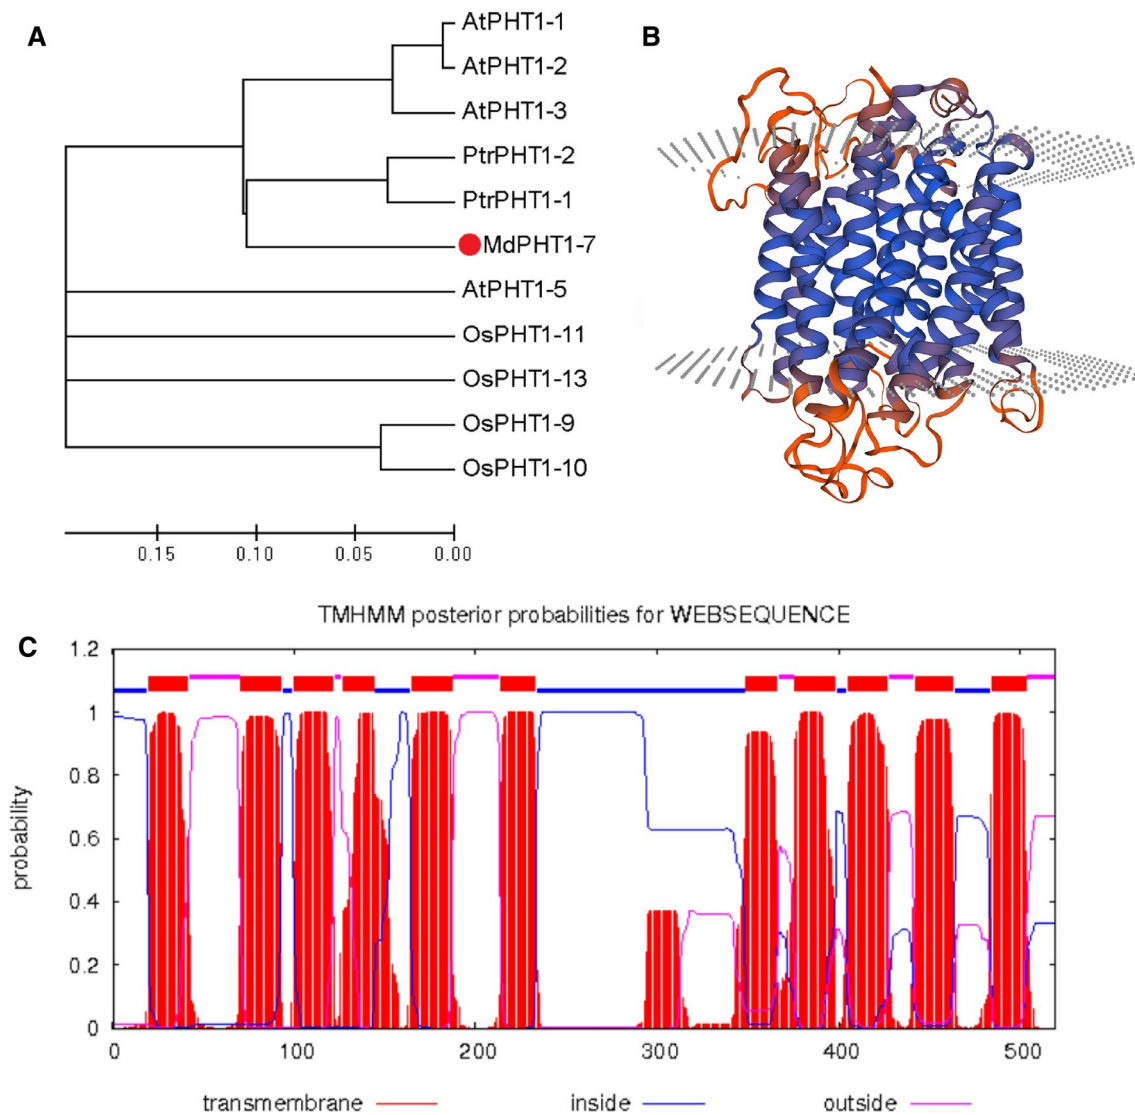 A
B
AtPHT1-1
AtPHT1-2
AtPHT1-3
PtrPHT1-2
PtrPHT1-1
MdPHT1-7
AtPHT1-5
OsPHT1-11
OsPHT1-13
OsPHT1-9
OsPHT1-10
0.15 0.10 0.05 0.00
TMHMM posterior probabilities for WEBSEQUENCE
C
1.2
1
0.8
0.6
0.4
0.2
0
probability
0 100 200 300 400 500
transmembrane inside outside